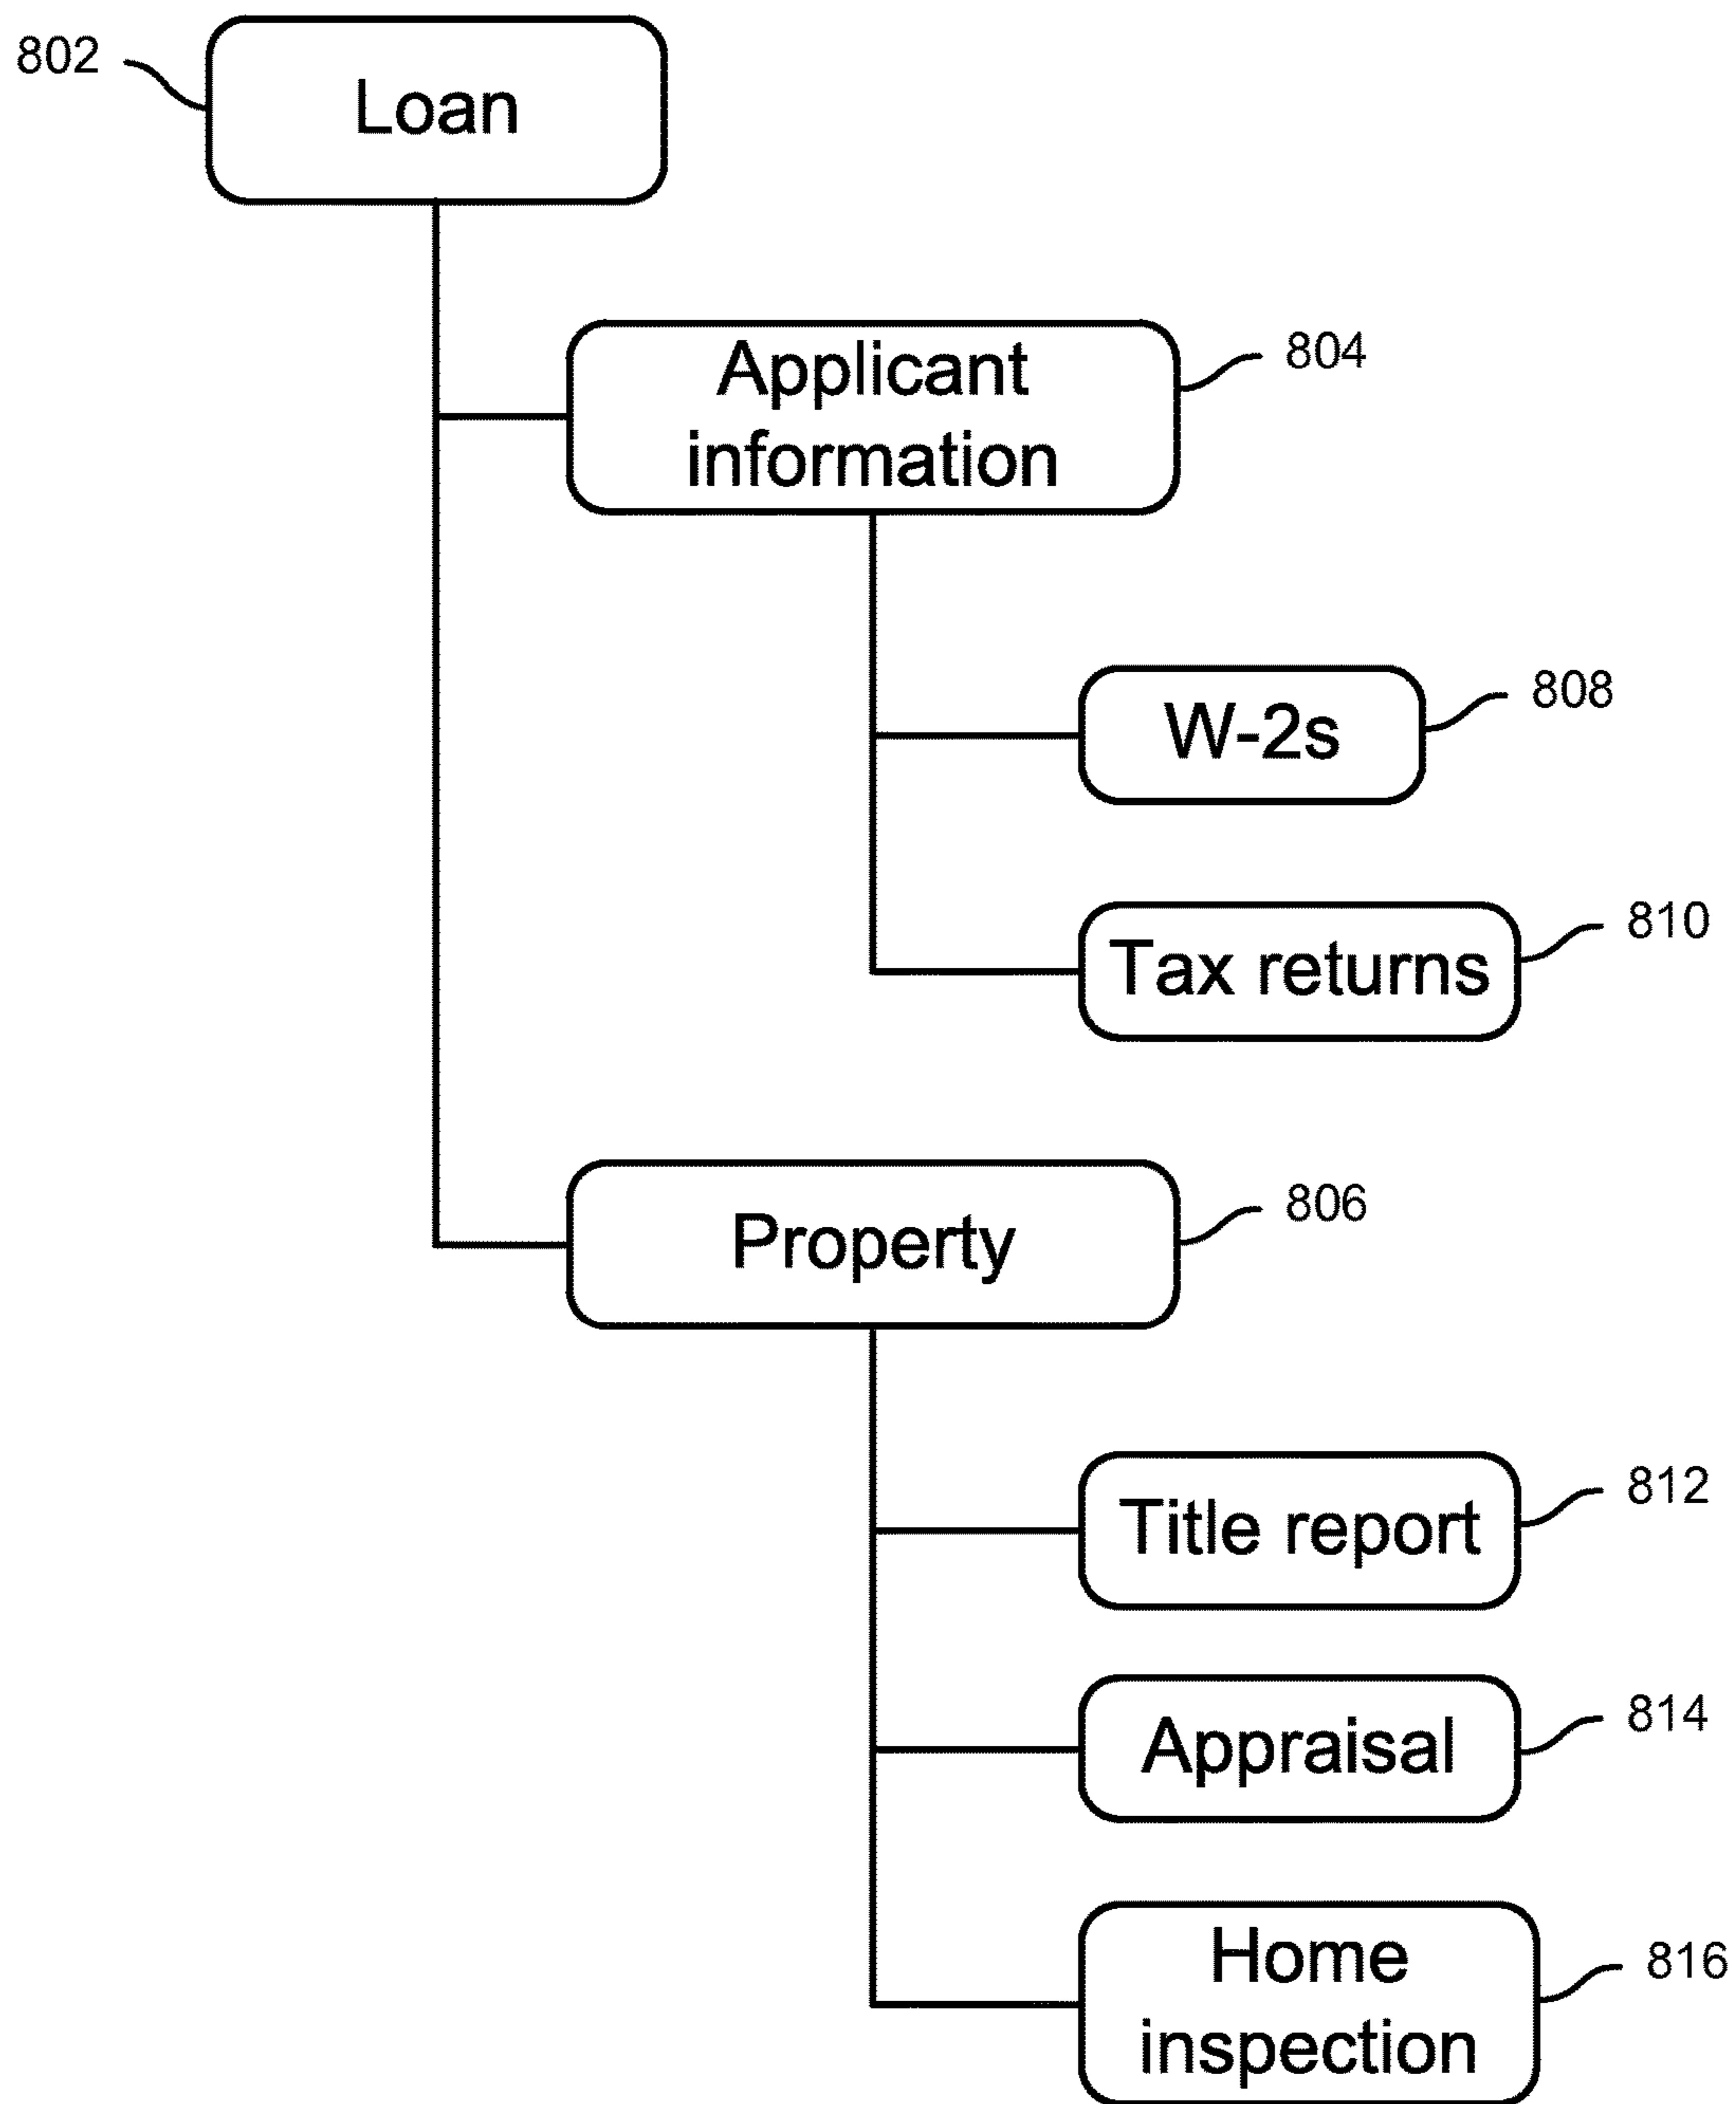 802
Loan
Applicant
information
804
W-2s
808
Tax returns
810
Property
806
Title report
812
Appraisal
814
Home
inspection
816